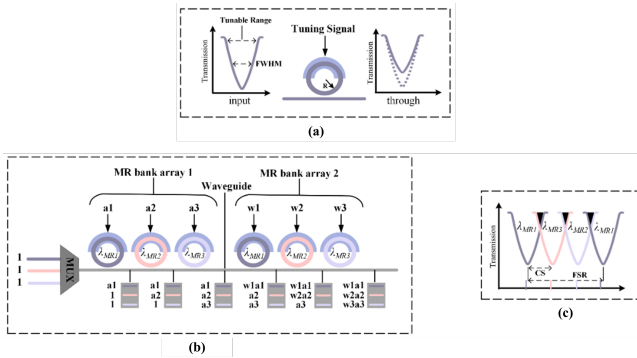 Tunable Range
FWHM
Transmission
input
Tuning Signal
R
Transmission
through
(a)
MR bank array 1
Waveguide
MR bank array 2
a1 a2 a3 w1 w2 w3
λMR1 λMR2 λMR3 λMR1 λMR2 λMR3
1
1
1
MUX
a1 a1 a1 w1a1 w1a1 w1a1
1 a2 a2 a2 w2a2 w2a2
1 1 a3 a3 a3 w3a3
(b)
Transmission
λMR1 λMR3 λMR2 λMR1
CS
FSR
(c)